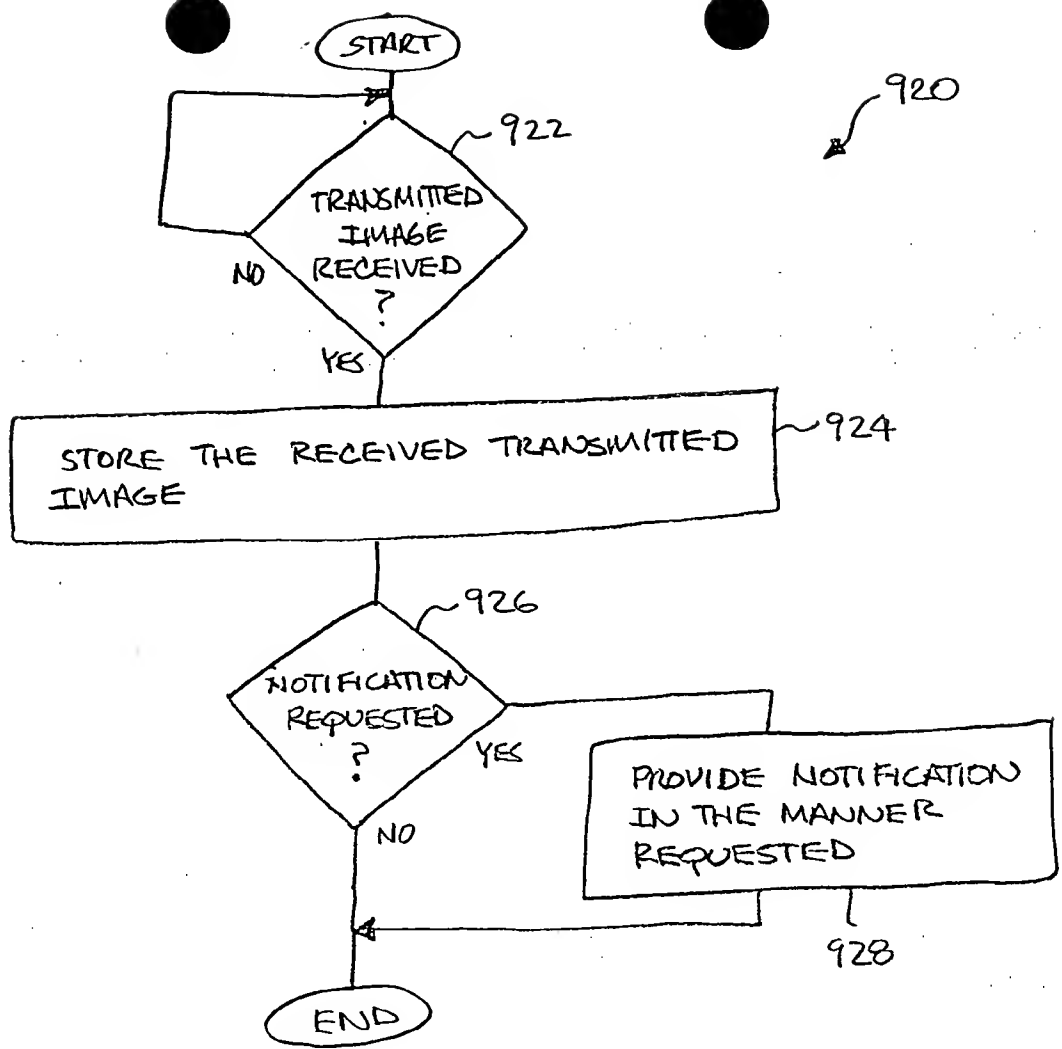 START
920
922
TRANSMITTED
IMAGE
RECEIVED
?
NO
YES
924
STORE THE RECEIVED TRANSMITTED
IMAGE
926
NOTIFICATION
REQUESTED
?
YES
NO
PROVIDE NOTIFICATION
IN THE MANNER
REQUESTED
928
END